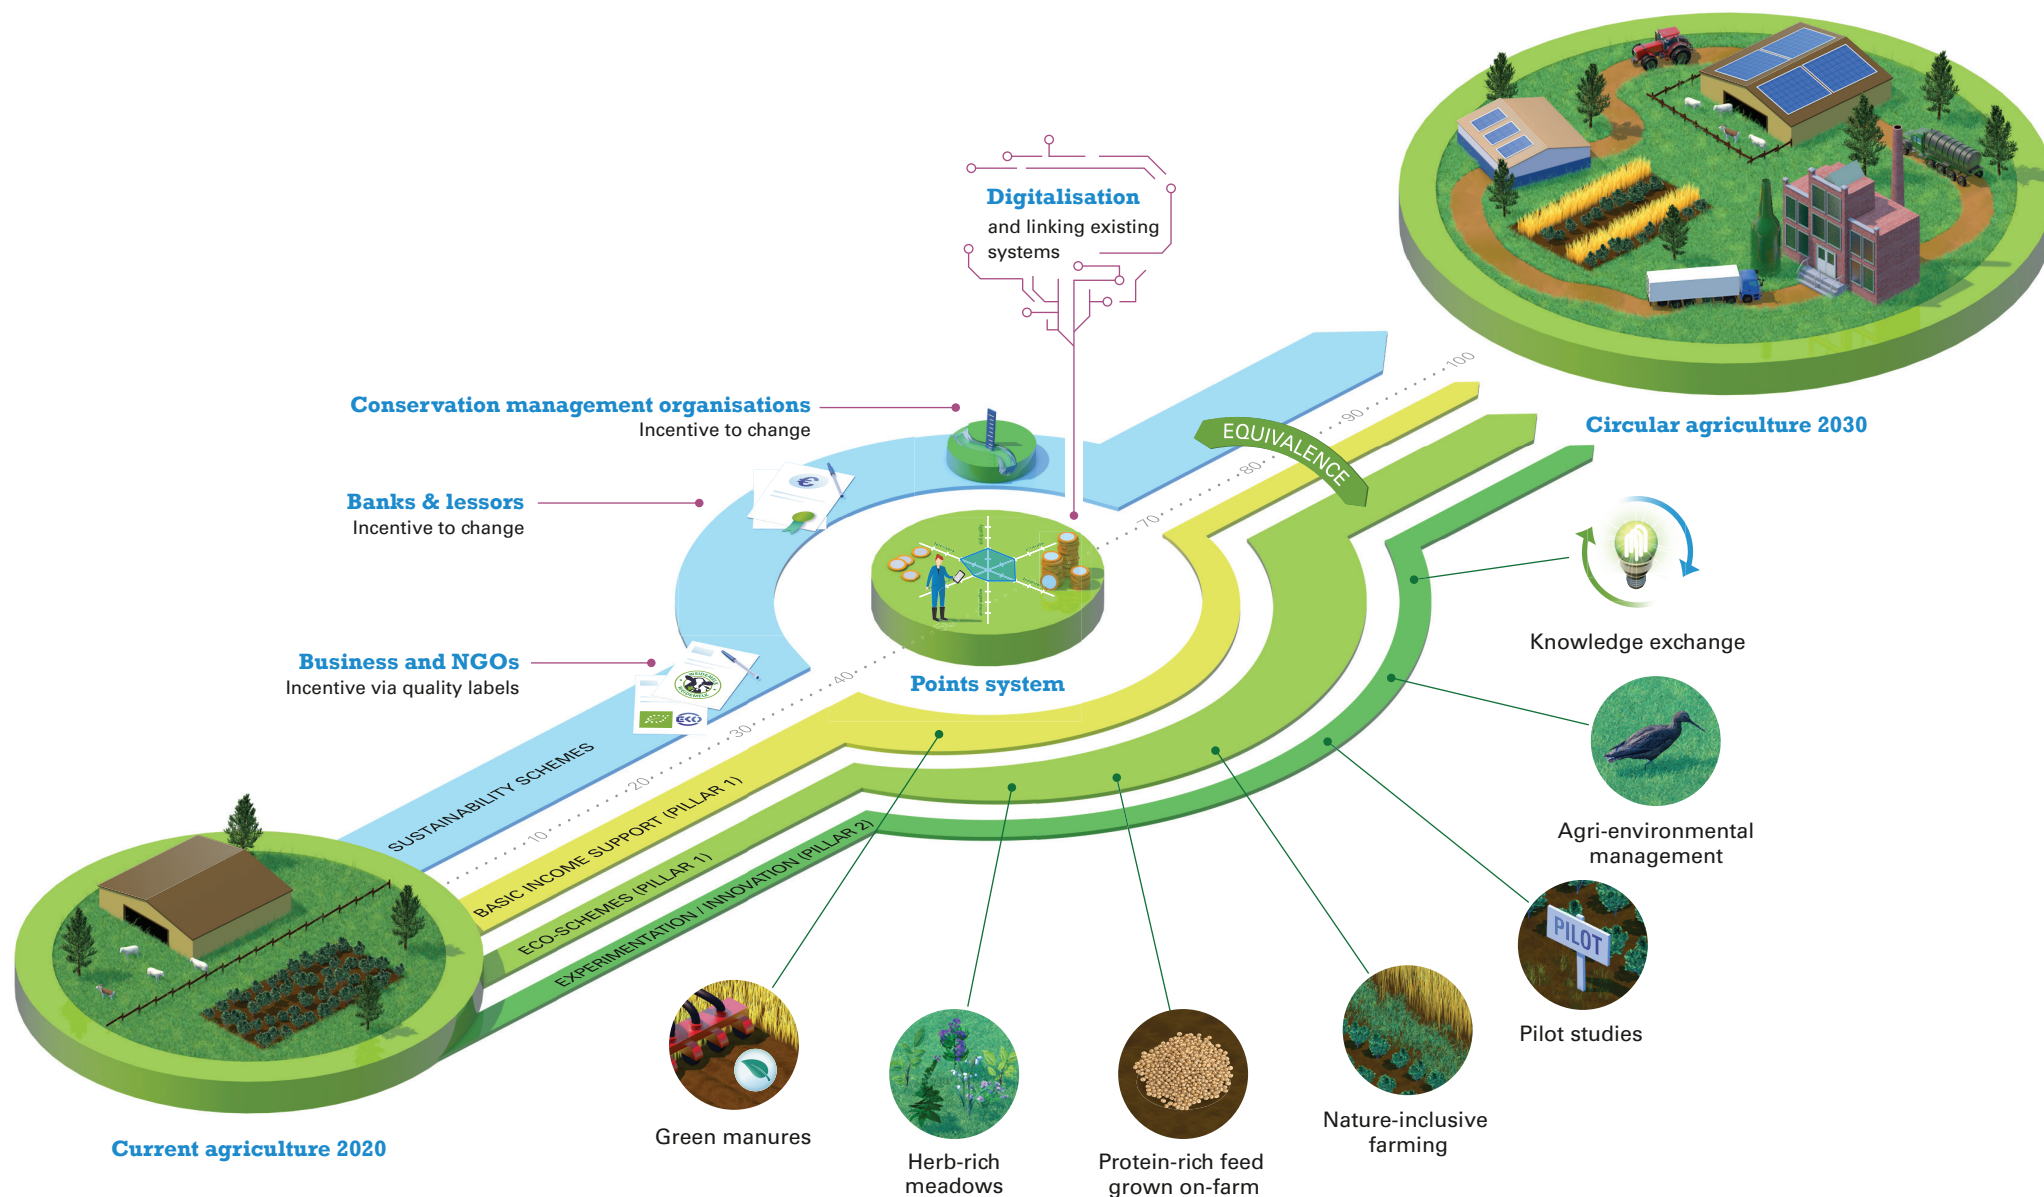 Digitalisation
and linking existing
systems
Conservation management organisations
Incentive to change
Banks & lessors
Incentive to change
Business and NGOs
Incentive via quality labels
Circular agriculture 2030
EQUIVALENCE
100
90
80
70
40
30
20
10
Points system
SUSTAINABILITY SCHEMES
BASIC INCOME SUPPORT (PILLAR 1)
ECO-SCHEMES (PILLAR 1)
EXPERIMENTATION / INNOVATION (PILLAR 2)
Knowledge exchange
Agri-environmental
management
PILOT
Pilot studies
Nature-inclusive
farming
Protein-rich feed
grown on-farm
Herb-rich
meadows
Green manures
Current agriculture 2020